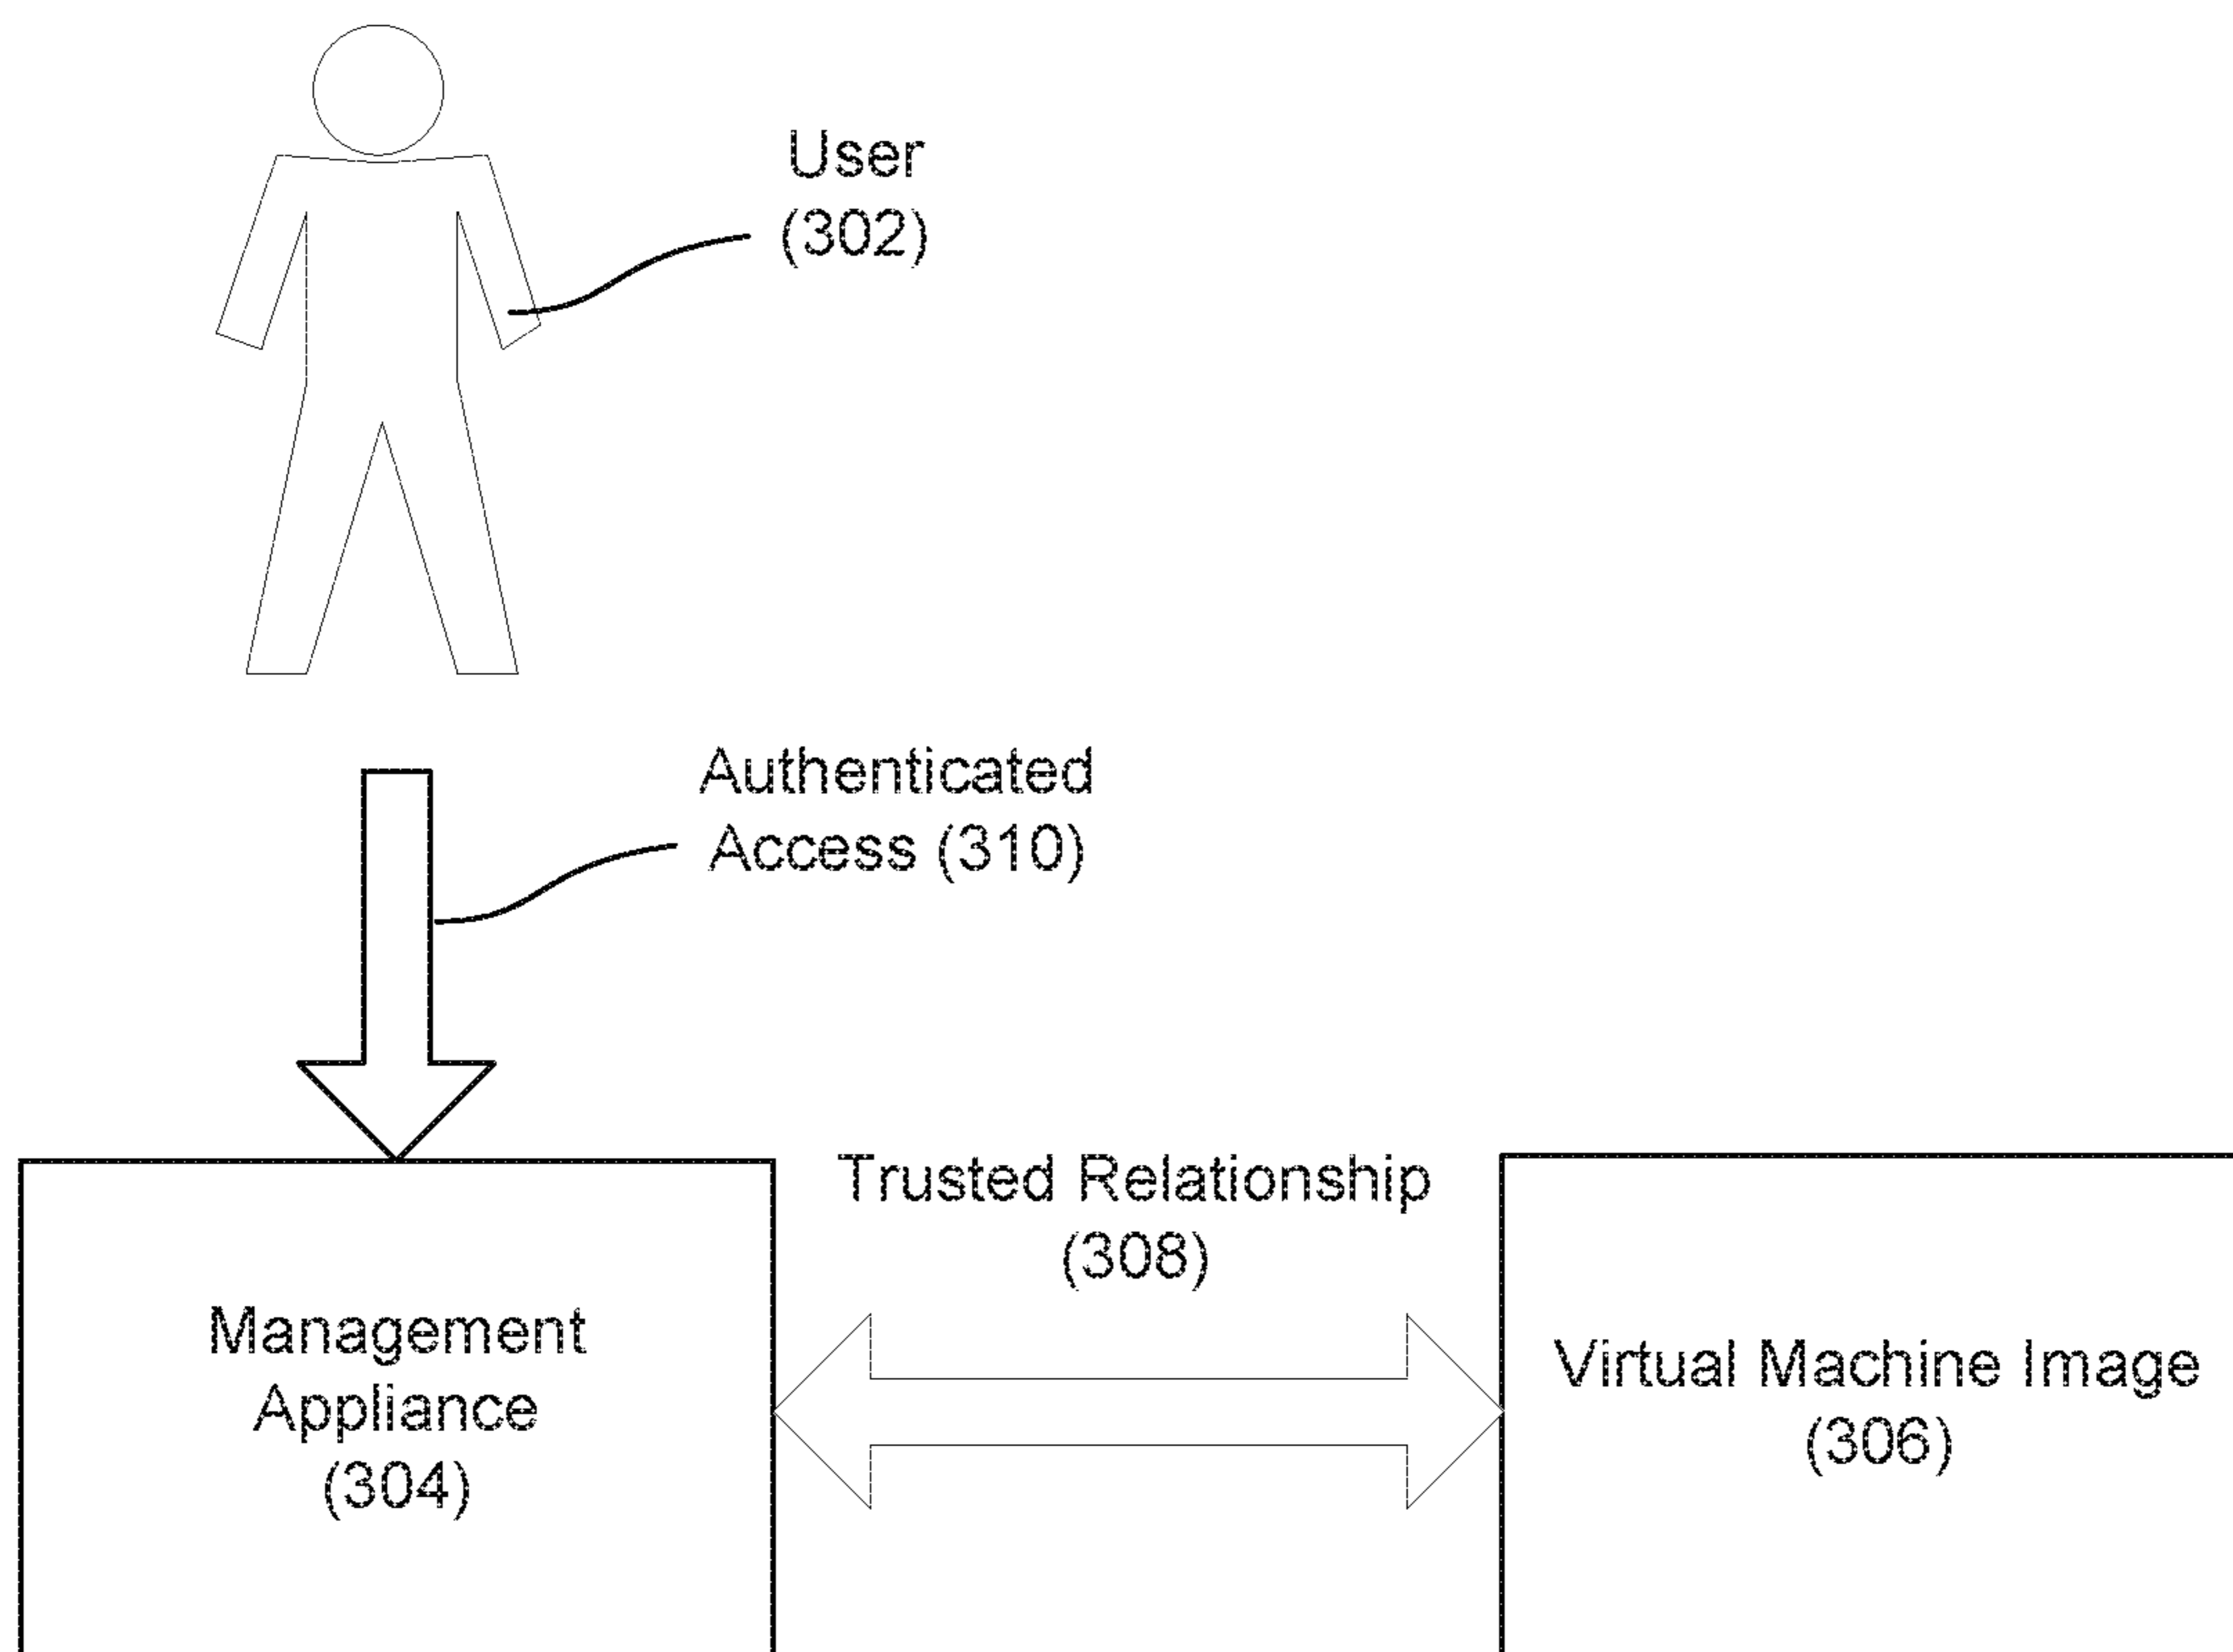 User
(302)
Authenticated
Access (310)
Trusted Relationship
(308)
Management
Appliance
(304)
Virtual Machine Image
(306)